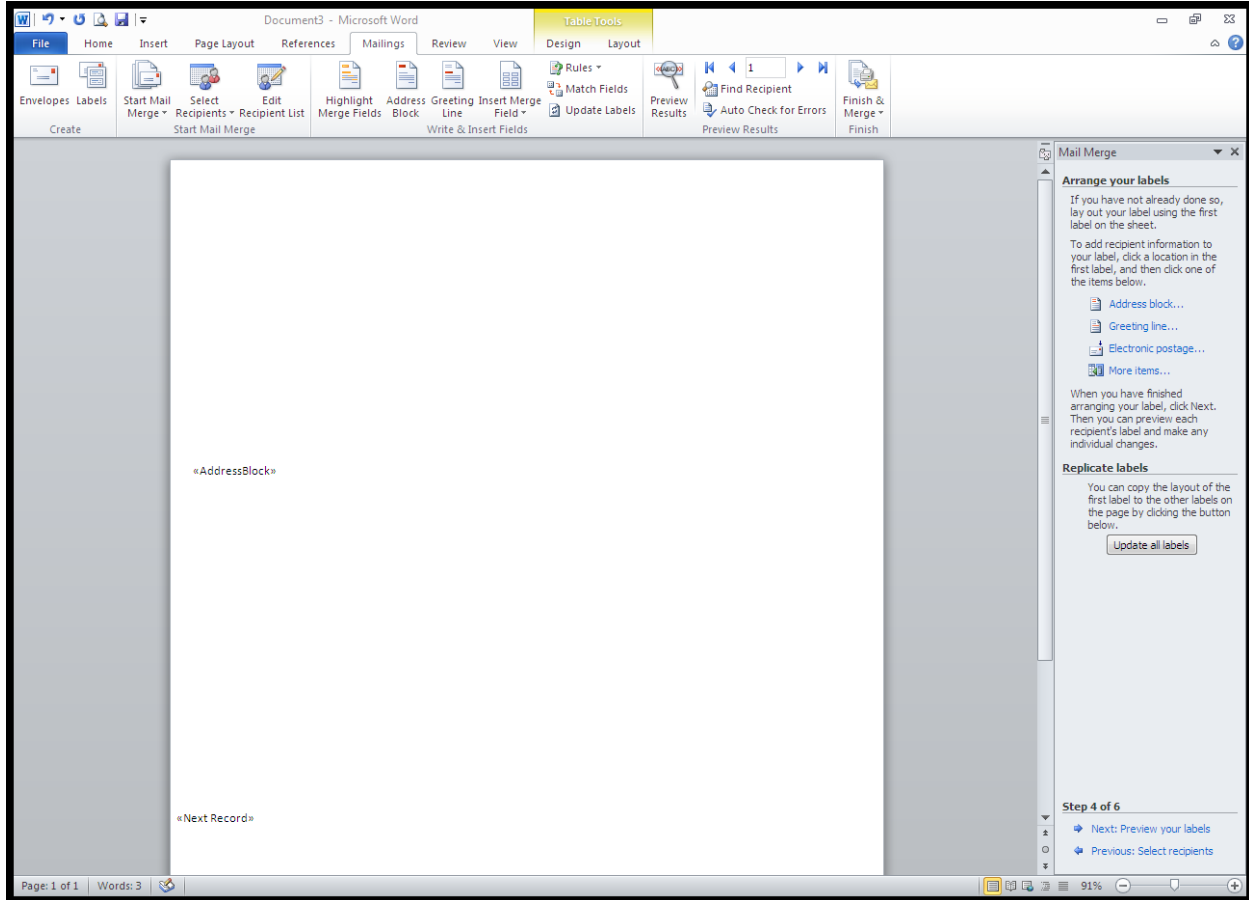 Document3 - Microsoft Word
Table Tools
File Home Insert Page Layout References Mailings Review View Design Layout
Envelopes Labels
Create
Start Mail Merge
Select Recipients
Edit Recipient List
Start Mail Merge
Highlight Merge Fields
Address Block
Greeting Line
Insert Merge Field
Rules
Match Fields
Update Labels
Write & Insert Fields
Preview Results
1
Find Recipient
Auto Check for Errors
Preview Results
Finish & Merge
Finish
«AddressBlock»
«Next Record»
Mail Merge
Arrange your labels
If you have not already done so,
lay out your label using the first
label on the sheet.
To add recipient information to
your label, click a location in the
first label, and then click one of
the items below.
Address block...
Greeting line...
Electronic postage...
More items...
When you have finished
arranging your label, click Next.
Then you can preview each
recipient's label and make any
individual changes.
Replicate labels
You can copy the layout of the
first label to the other labels on
the page by clicking the button
below.
Update all labels
Step 4 of 6
Next: Preview your labels
Previous: Select recipients
Page: 1 of 1 Words: 3 91%